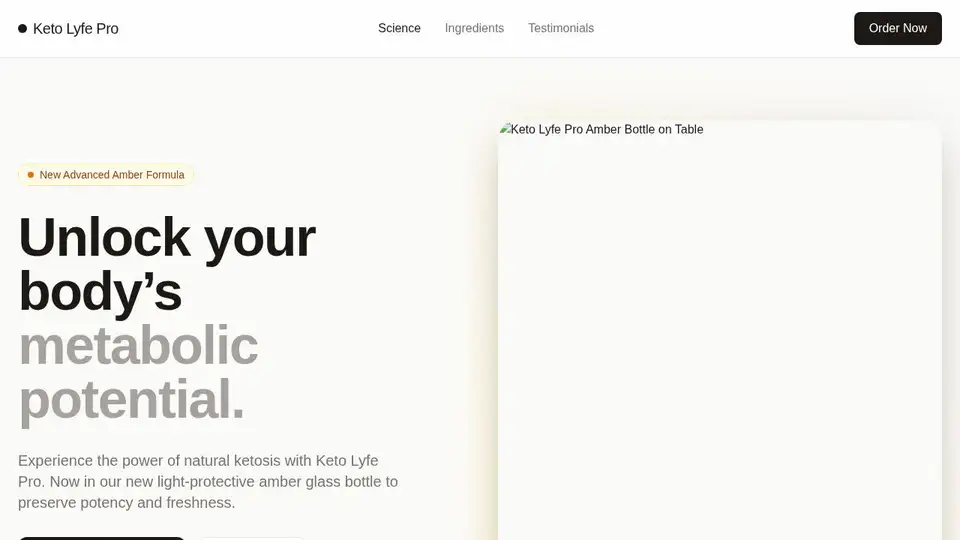 Keto Lyfe Pro
Science
Ingredients
Testimonials
Order Now
Keto Lyfe Pro Amber Bottle on Table
New Advanced Amber Formula
Unlock your
body’s
metabolic
potential.
Experience the power of natural ketosis with Keto Lyfe
Pro. Now in our new light-protective amber glass bottle to
preserve potency and freshness.